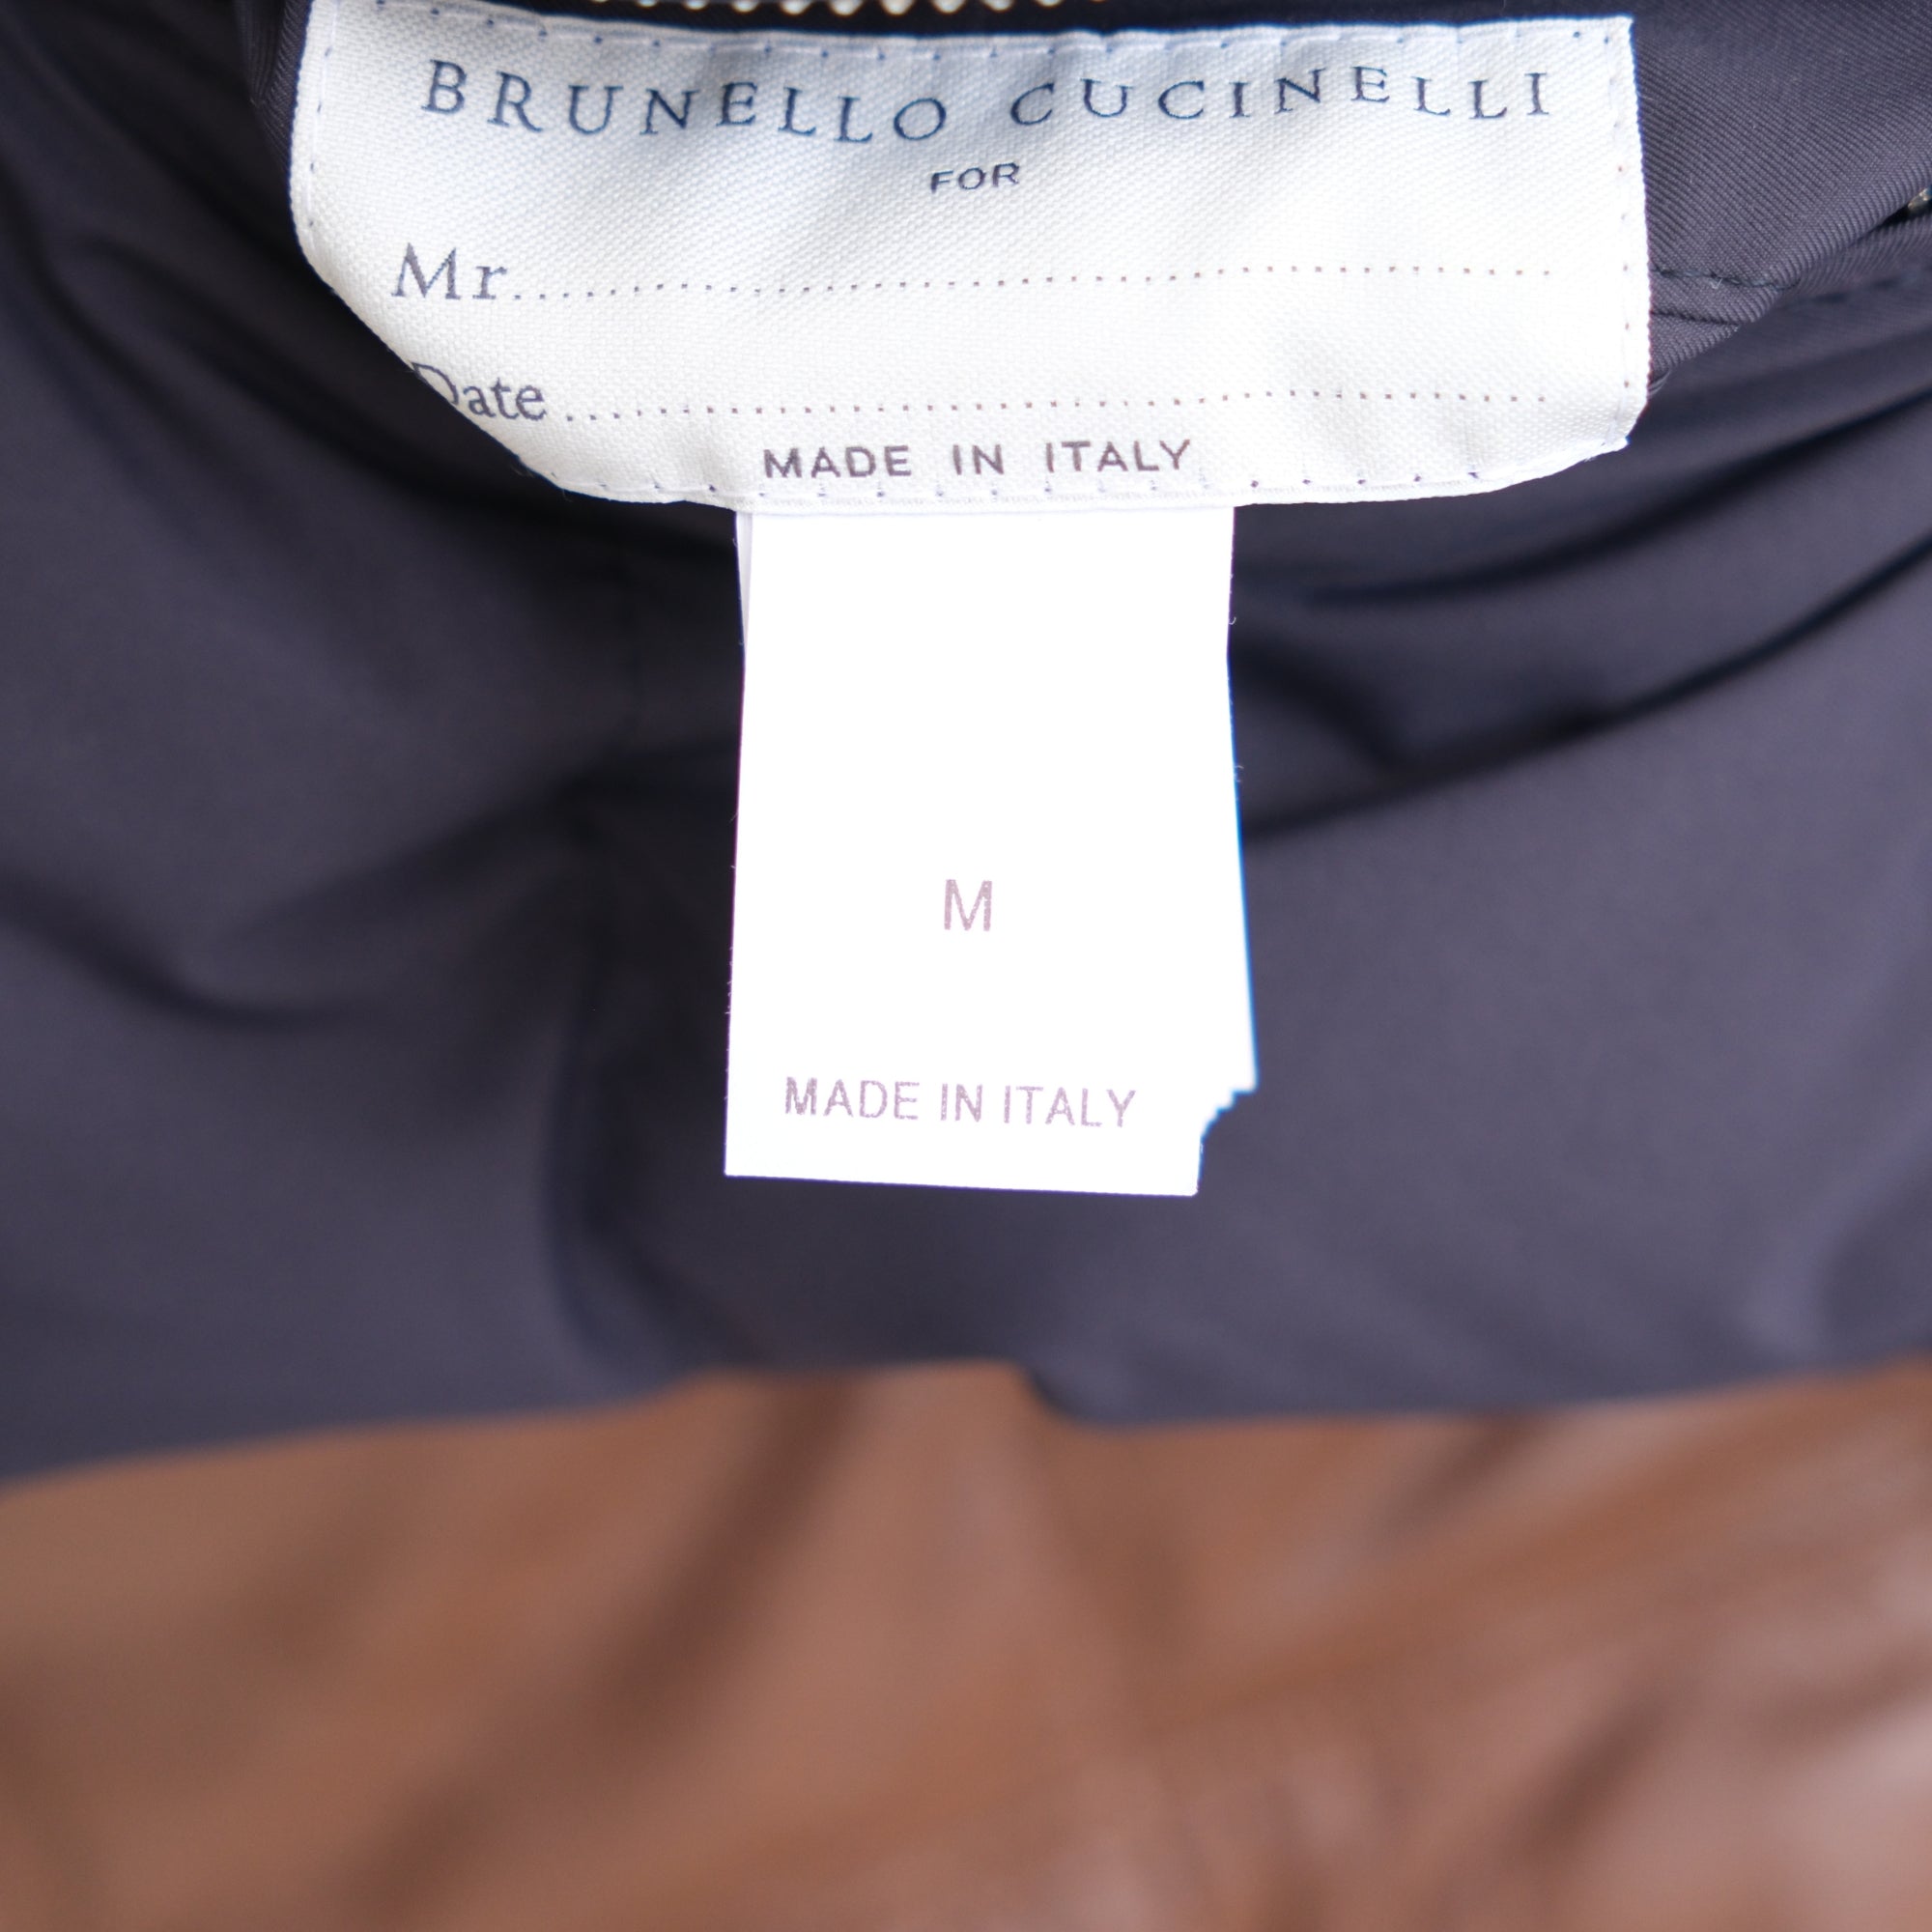 BRUNELLO CUCINELLI
FOR
Mr..............................................................
Date............................................................
MADE IN ITALY
M
MADE IN ITALY